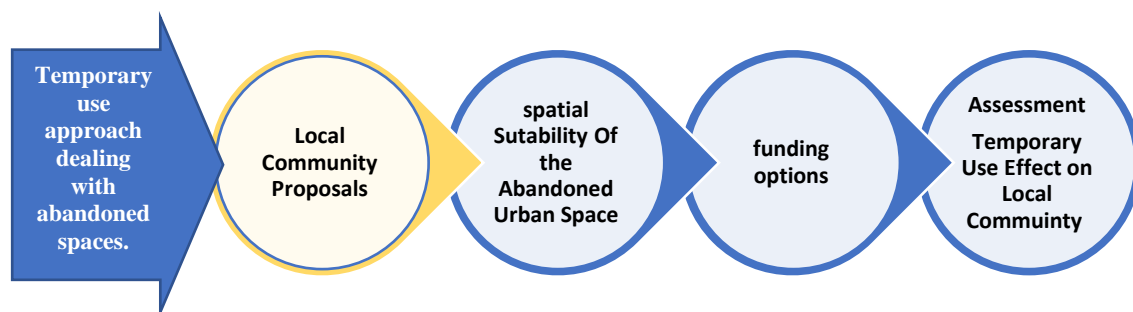 Temporary
use
approach
dealing
with
abandoned
spaces.
Local
Community
Proposals
spatial
Sutability Of
the
Abandoned
Urban Space
funding
options
Assessment
Temporary
Use Effect on
Local
Commuinty